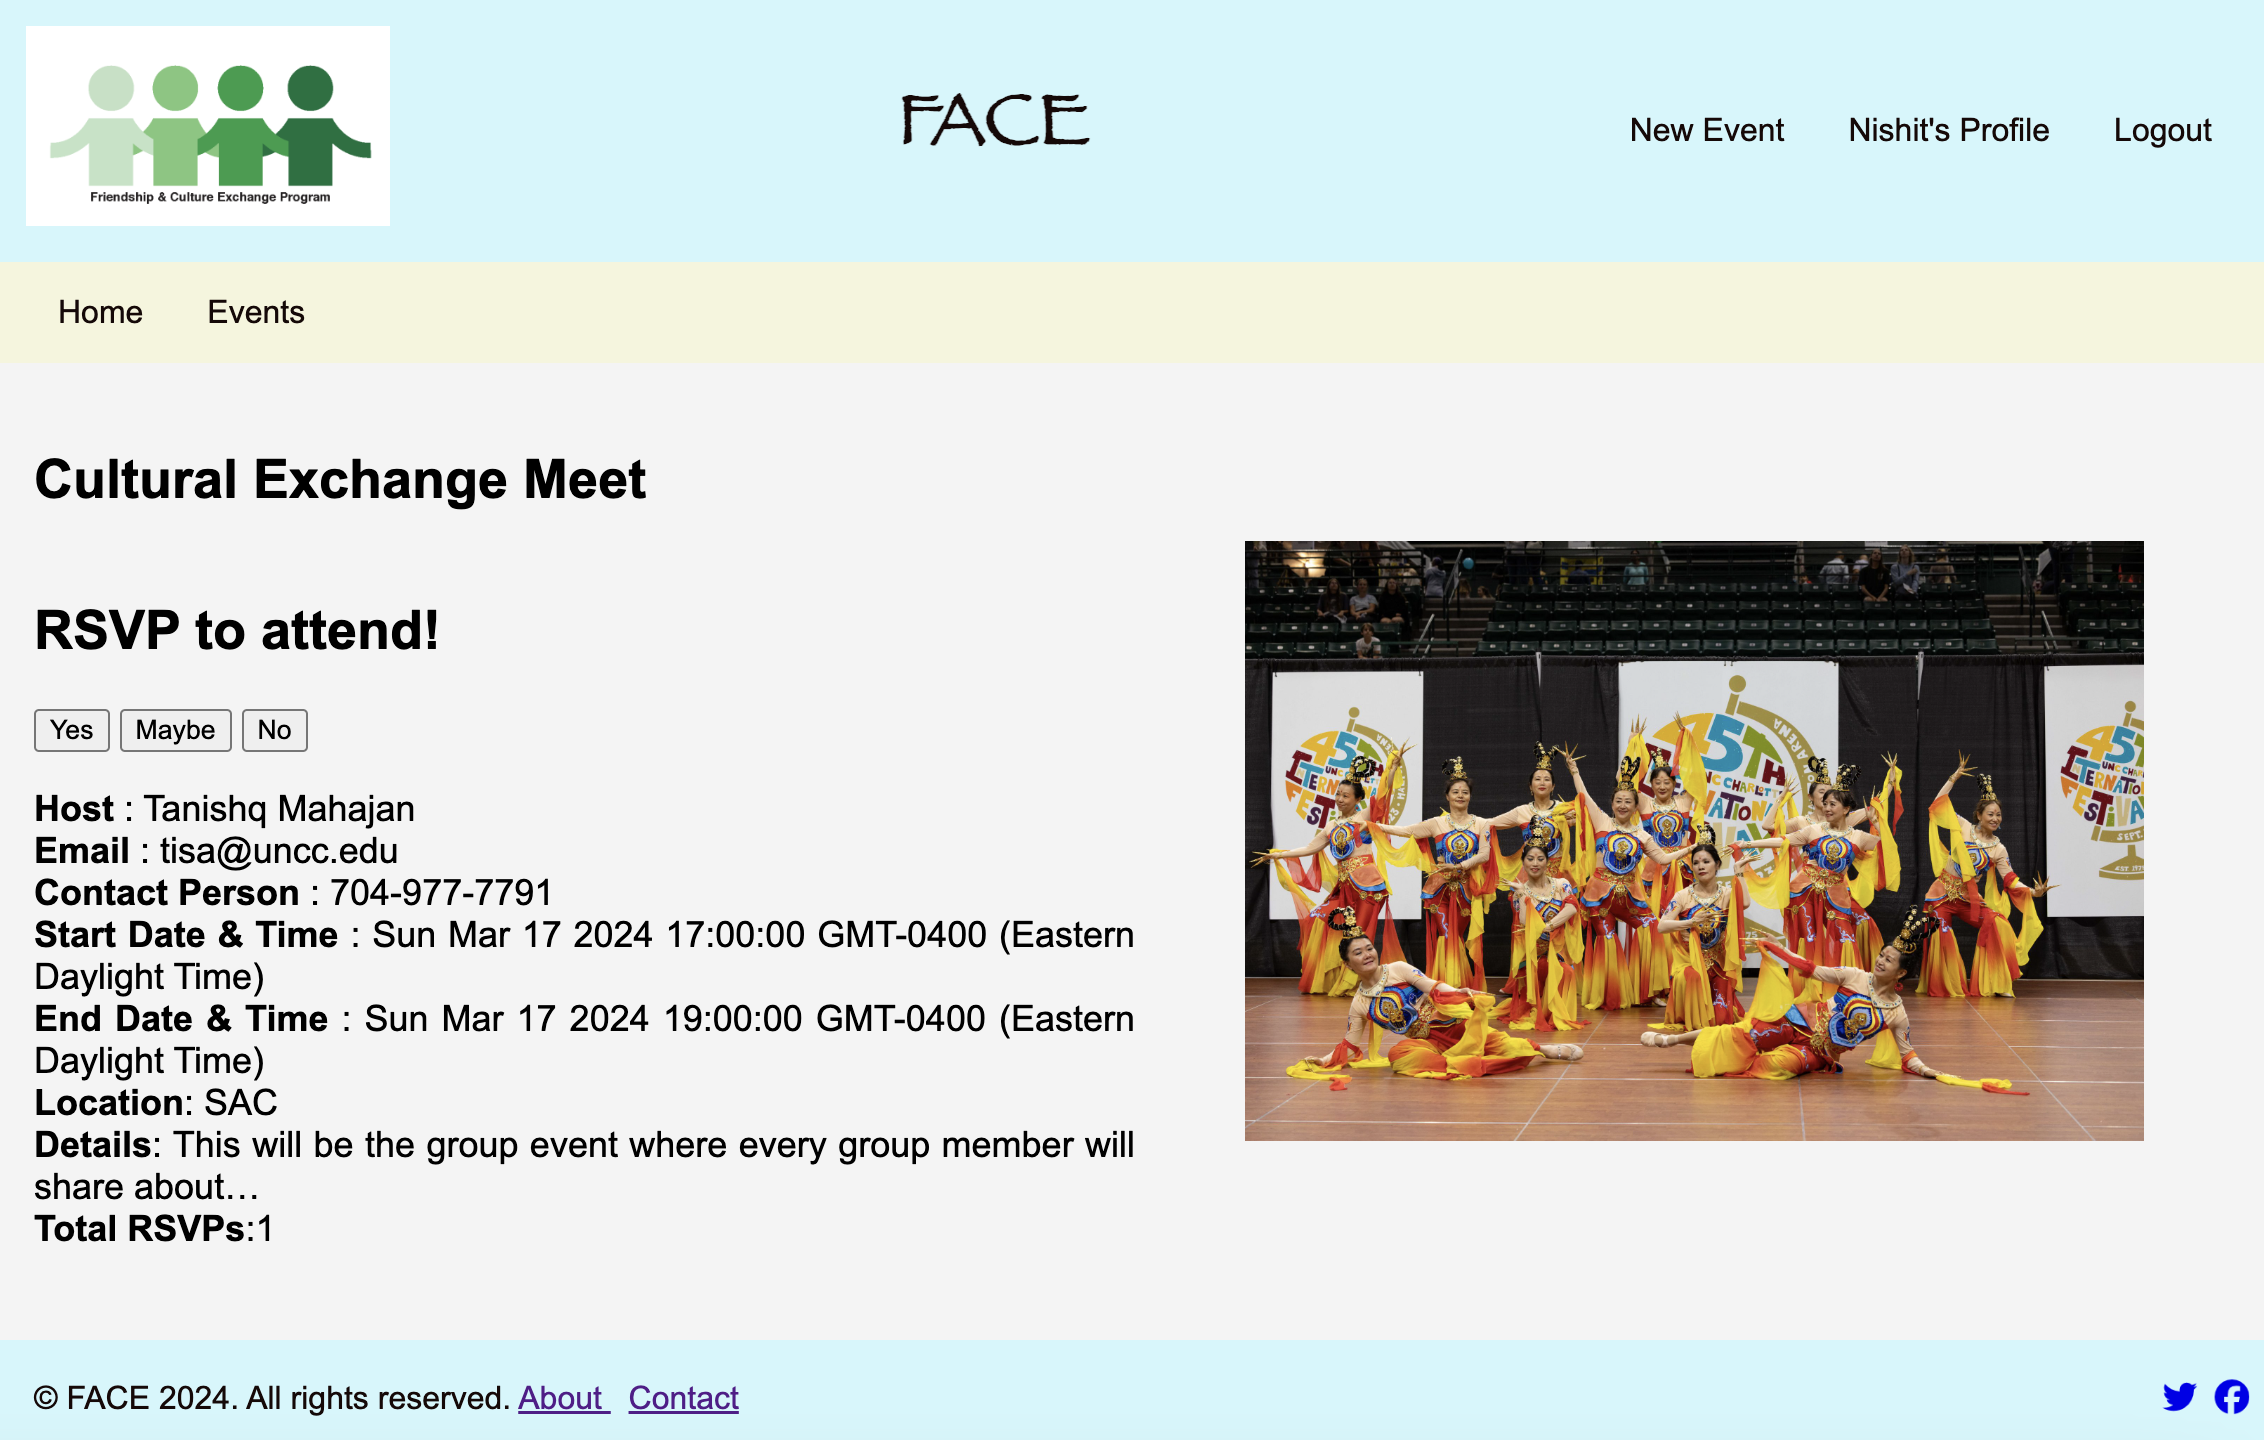 Friendship & Culture Exchange Program
FACE
New Event
Nishit's Profile
Logout
Home
Events
Cultural Exchange Meet
RSVP to attend!
Yes
Maybe
No
Host : Tanishq Mahajan
Email : tisa@uncc.edu
Contact Person : 704-977-7791
Start Date & Time : Sun Mar 17 2024 17:00:00 GMT-0400 (Eastern
Daylight Time)
End Date & Time : Sun Mar 17 2024 19:00:00 GMT-0400 (Eastern
Daylight Time)
Location: SAC
Details: This will be the group event where every group member will
share about…
Total RSVPs:1
45TH
45TH
© FACE 2024. All rights reserved. About Contact